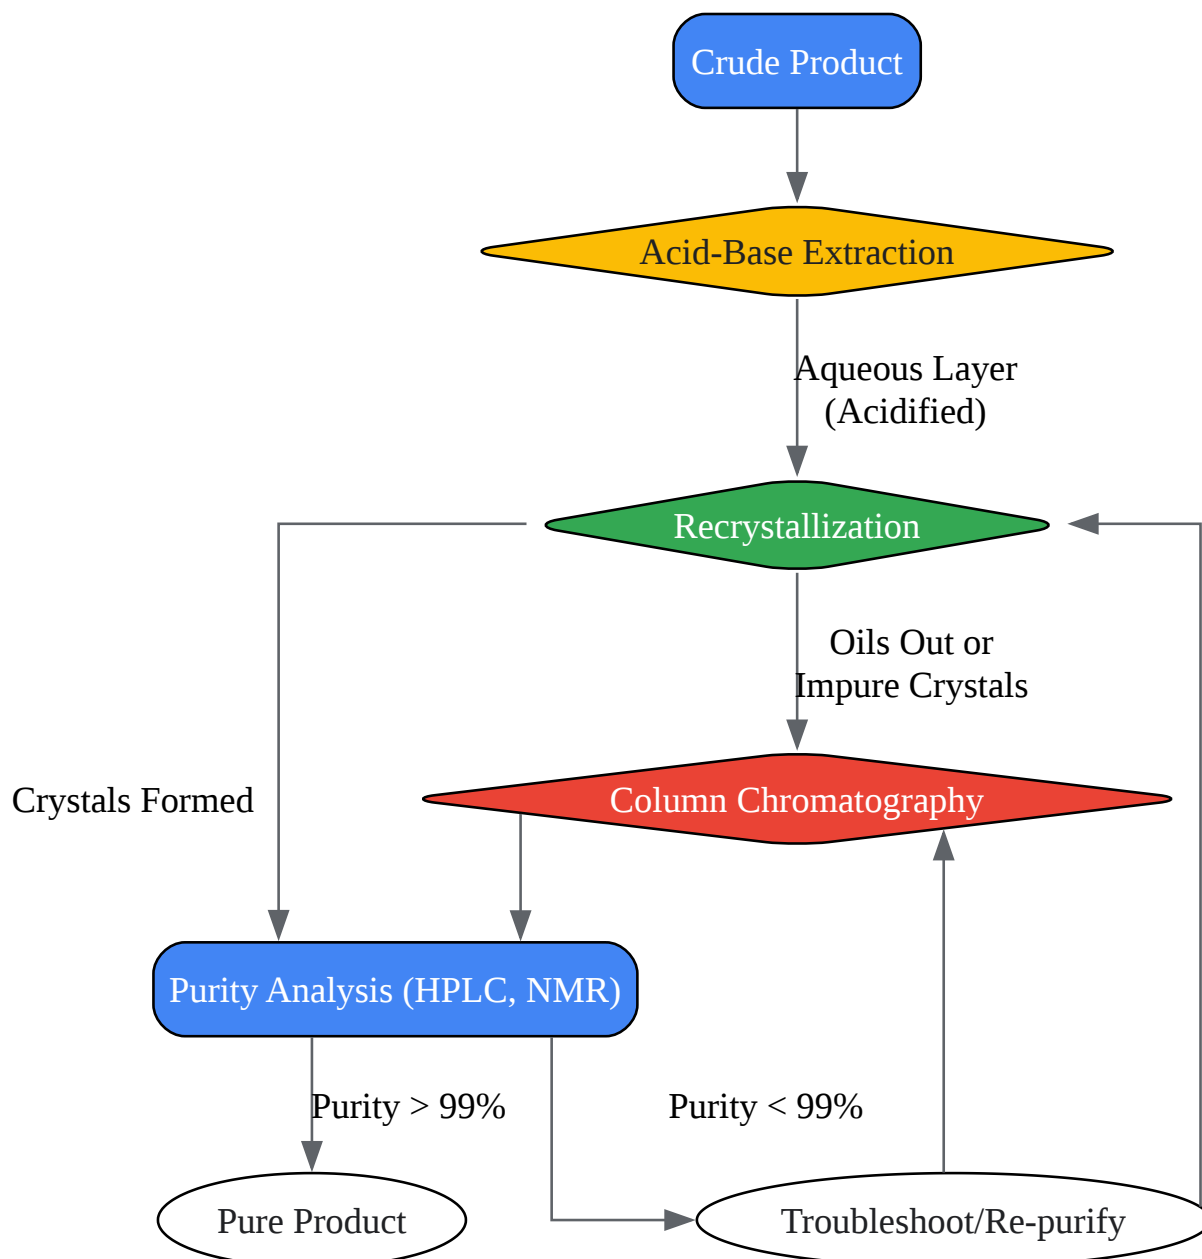 Crude Product
Acid-Base Extraction
Aqueous Layer
(Acidified)
Recrystallization
Oils Out or
Impure Crystals
Crystals Formed
Column Chromatography
Purity Analysis (HPLC, NMR)
Purity > 99%
Purity < 99%
Pure Product
Troubleshoot/Re-purify